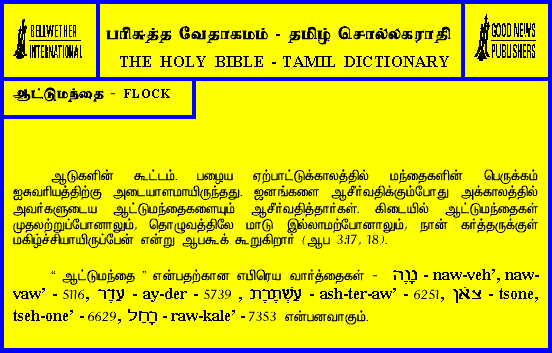 BELLWETHER
INTERNATIONAL
பரிசுத்த வேதாகமம் - தமிழ் சொல்லகராதி
THE HOLY BIBLE - TAMIL DICTIONARY
GOOD NEWS
PUBLISHERS
ஆட்டுமந்தை - FLOCK
ஆடுகளின் கூட்டம். பழைய ஏற்பாட்டுக்காலத்தில் மந்தைகளின் பெருக்கம்
ஐசுவரியத்திற்கு அடையாளமாயிருந்தது. ஜனங்களை ஆசீர்வதிக்கும்போது அக்காலத்தில்
அவர்களுடைய ஆட்டுமந்தைகளையும் ஆசீர்வதித்தார்கள். கிடையில் ஆட்டுமந்தைகள்
முதலற்றுப்போனாலும், தொழுவத்திலே மாடு இல்லாமற்போனாலும், நான் கர்த்தருக்குள்
மகிழ்ச்சியாயிருப்பேன் என்று ஆபகூக் கூறுகிறார் (ஆப 3:17, 18).
“ ஆட்டுமந்தை ” என்பதற்கான எபிரெய வார்த்தைகள் - נָוָה - naw-veh’, naw-
vaw’ - 5116, עֵדֶר - ay-der - 5739 , עַשְׁתְּרֹת - ash-ter-aw’ - 6251, צֹאן - tsone,
tseh-one’ - 6629, רָחֵל - raw-kale’ - 7353 என்பனவாகும்.